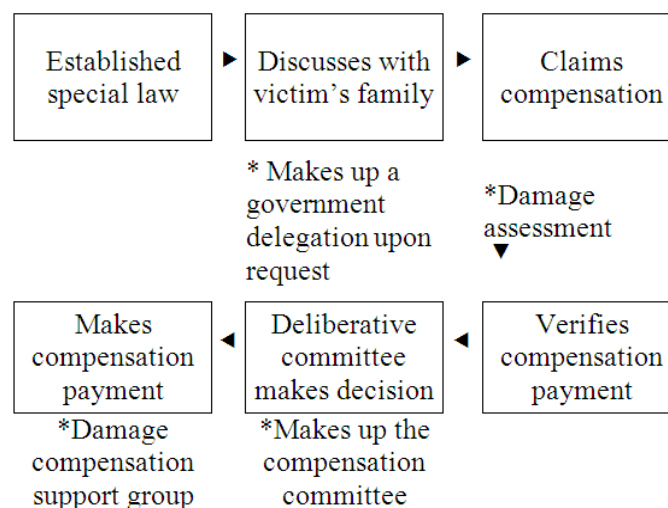 Established
special law
Discusses with
victim's family
Claims
compensation
* Makes up a
government
delegation upon
request
*Damage
assessment
Makes
compensation
payment
Deliberative
committee
makes decision
Verifies
compensation
payment
*Damage
compensation
support group
*Makes up the
compensation
committee